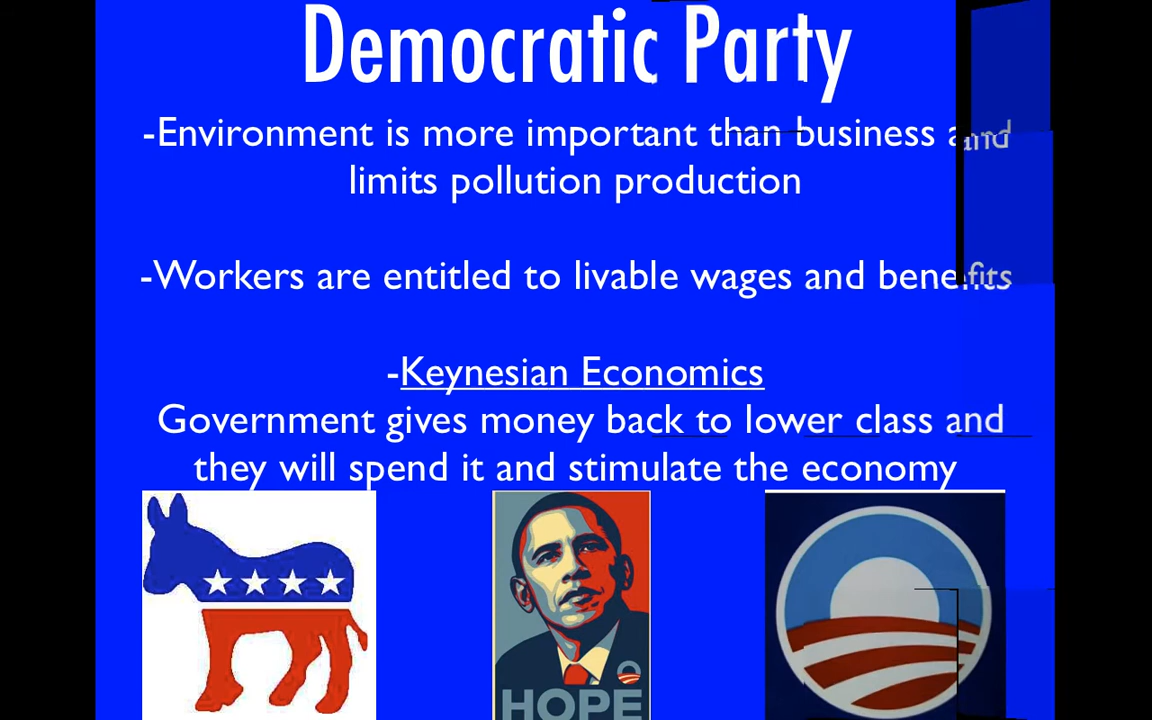 Democratic Party
-Environment is more important than business and
limits pollution production
-Workers are entitled to livable wages and benefits
-Keynesian Economics
Government gives money back to lower class and
they will spend it and stimulate the economy
HOPE